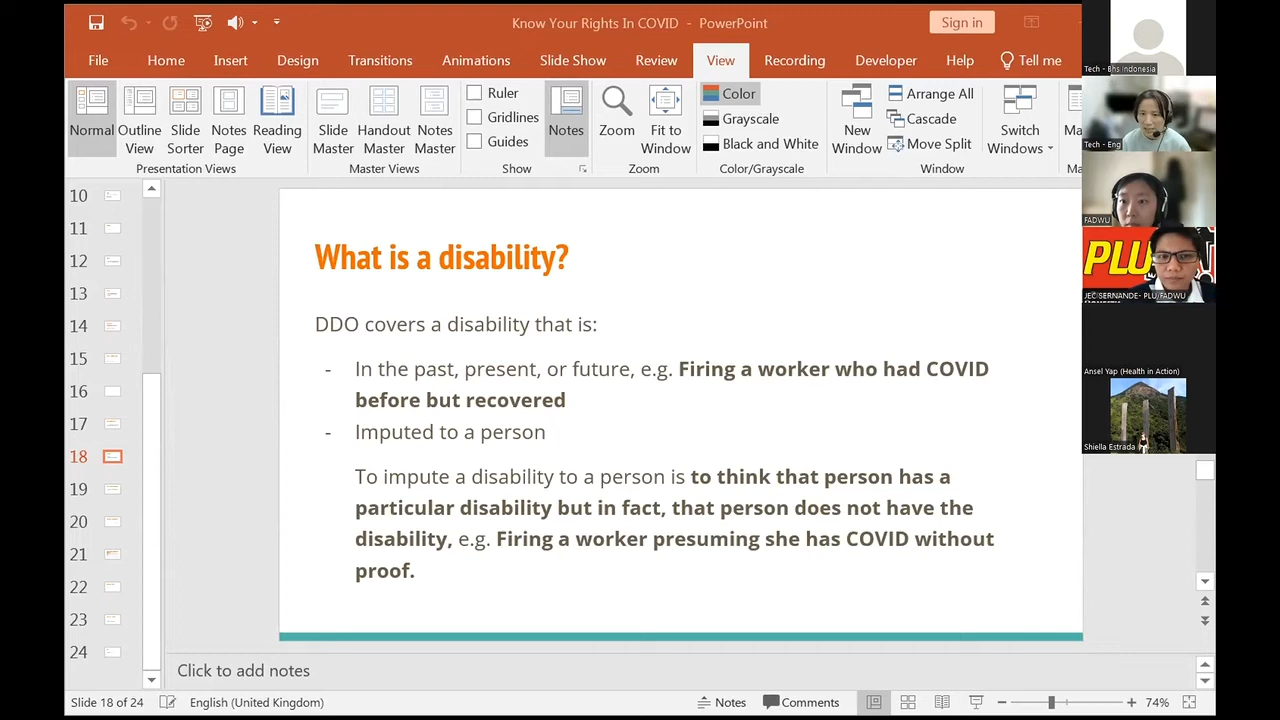 Know Your Rights In COVID - PowerPoint
Sign in
File Home Insert Design Transitions Animations Slide Show Review View Recording Developer Help Tell me
Normal
Outline View
Slide Sorter
Notes Page
Reading View
Presentation Views
Slide Master
Handout Master
Notes Master
Master Views
Ruler
Gridlines
Guides
Show
Notes
Zoom
Fit to Window
Zoom
Color
Grayscale
Black and White
Color/Grayscale
New Window
Arrange All
Cascade
Move Split
Window
Switch Windows
Ma
Ma
10
11
12
13
14
15
16
17
18
19
20
21
22
23
24
What is a disability?
DDO covers a disability that is:
- In the past, present, or future, e.g. Firing a worker who had COVID
before but recovered
- Imputed to a person
To impute a disability to a person is to think that person has a
particular disability but in fact, that person does not have the
disability, e.g. Firing a worker presuming she has COVID without
proof.
Click to add notes
Slide 18 of 24 English (United Kingdom) Notes Comments 74%
Tech - Bhs Indonesia
Tech - Eng
FADWU
PLU
JEC SERNANDE- PLU/FADWU
Ansel Yap (Health in Action)
Shiella Estrada